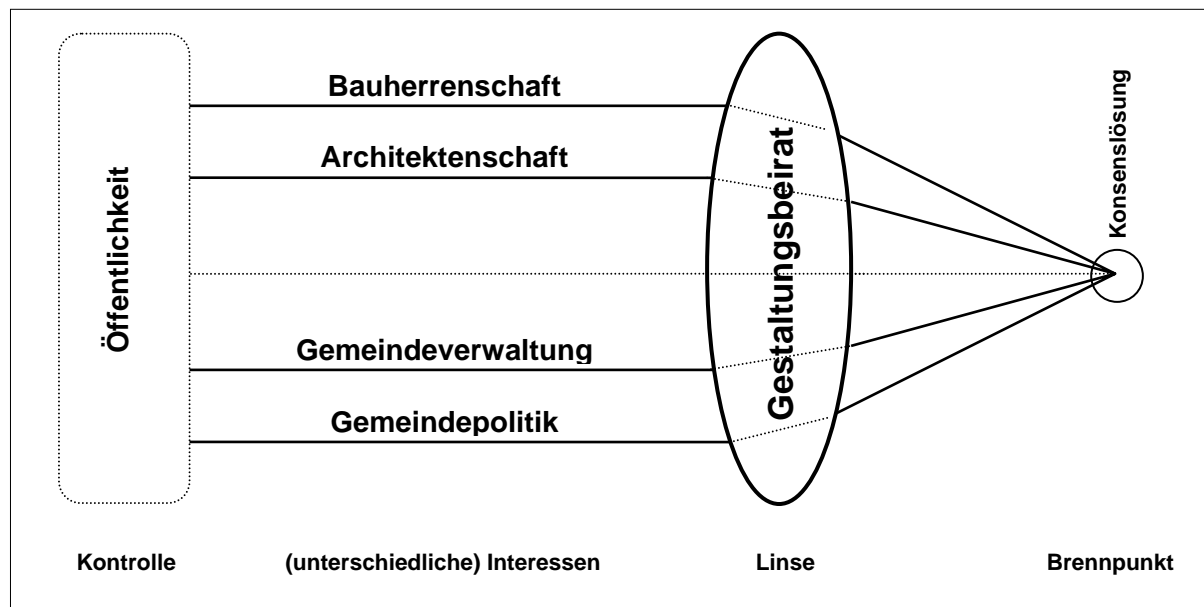 Öffentlichkeit
Bauherrenschaft
Architektenschaft
Gemeindeverwaltung
Gemeindepolitik
Gestaltungsbeirat
Konsenslösung
Kontrolle
(unterschiedliche) Interessen
Linse
Brennpunkt